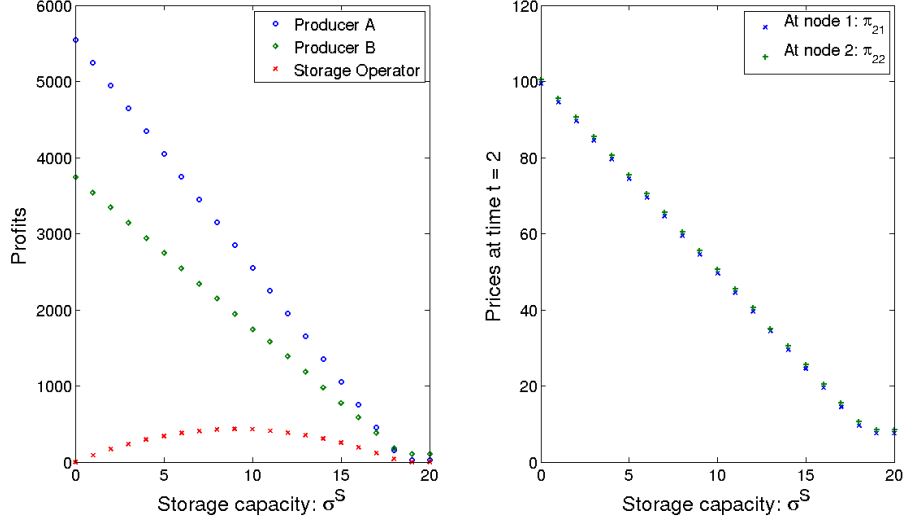 6000
5000
4000
3000
2000
1000
0
Profits
Producer A
Producer B
Storage Operator
0 5 10 15 20
Storage capacity: σ^S
120
100
80
60
40
20
0
Prices at time t = 2
At node 1: π_21
At node 2: π_22
0 5 10 15 20
Storage capacity: σ^S